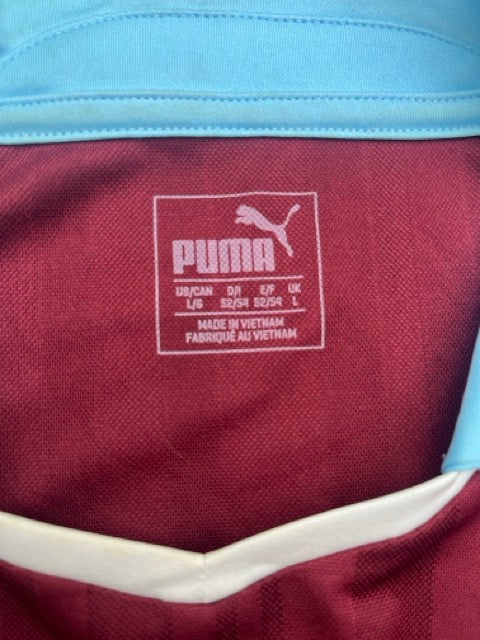 PUMA
US/CAN D/I E/F UK
L/G 52/54 52/54 L
MADE IN VIETNAM
FABRIQUÉ AU VIETNAM